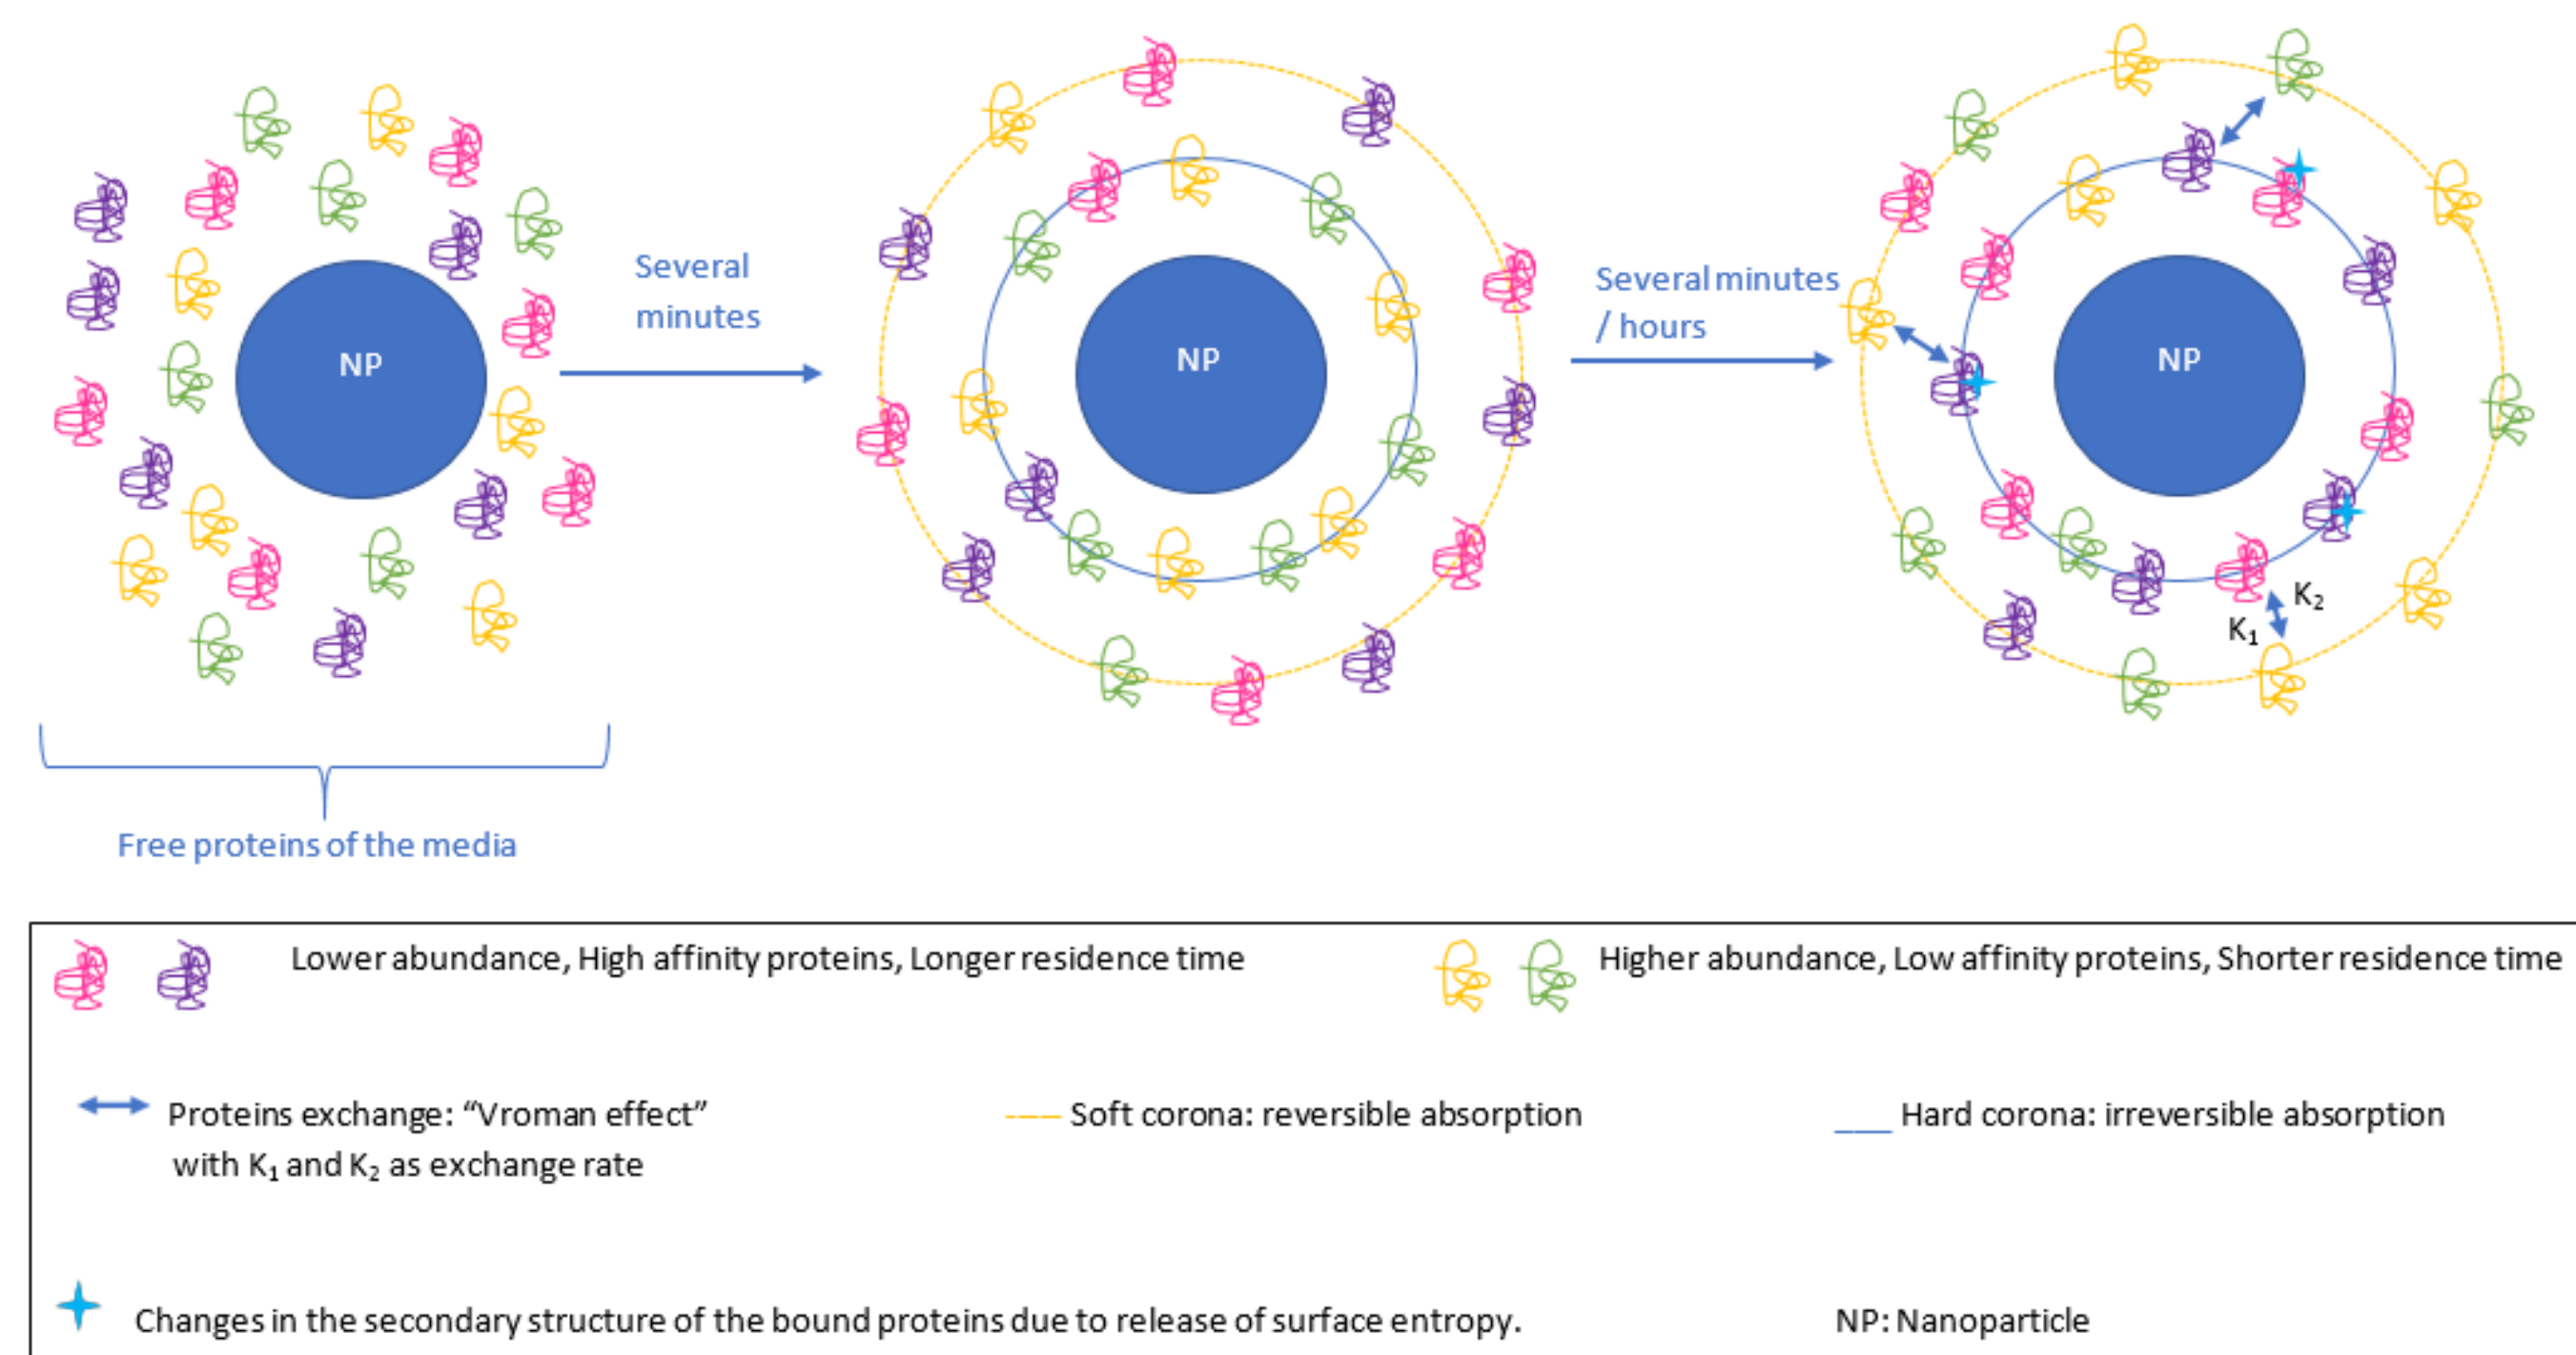 NP
Several
minutes
NP
Several minutes
/ hours
NP
K₂
K₁
Free proteins of the media
Lower abundance, High affinity proteins, Longer residence time
Higher abundance, Low affinity proteins, Shorter residence time
Proteins exchange: “Vroman effect”
with K₁ and K₂ as exchange rate
Soft corona: reversible absorption
Hard corona: irreversible absorption
Changes in the secondary structure of the bound proteins due to release of surface entropy.
NP: Nanoparticle